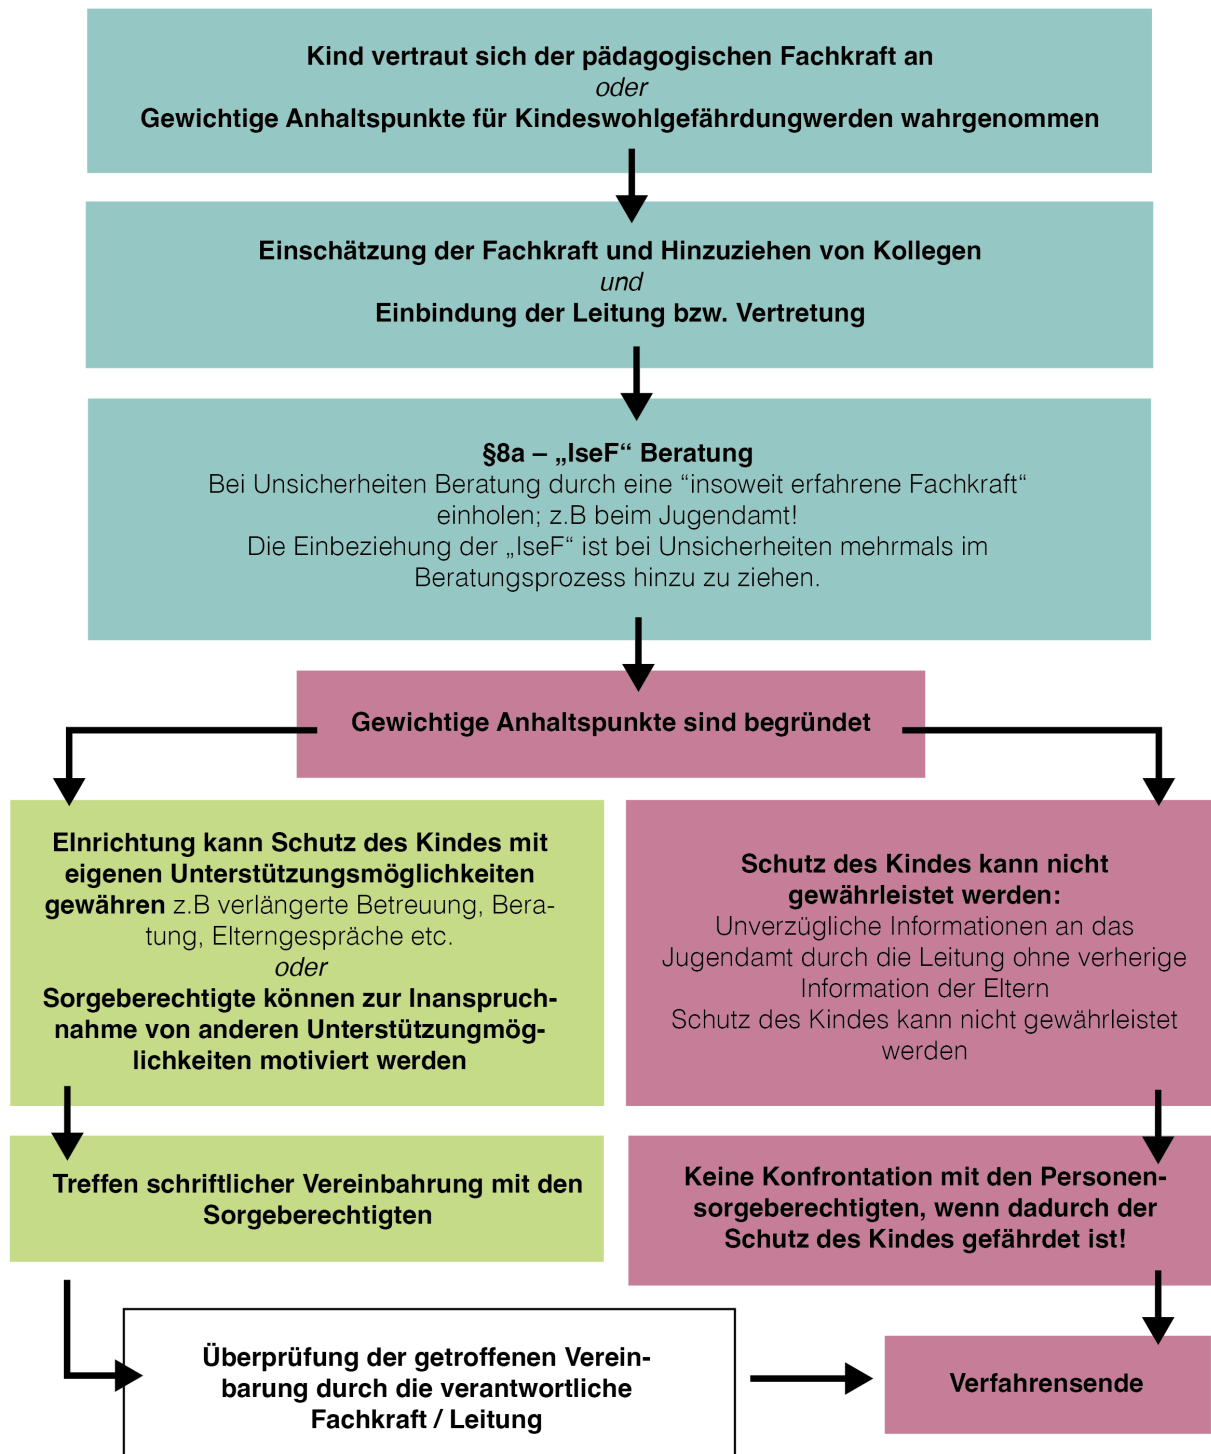 Kind vertraut sich der pädagogischen Fachkraft an
oder
Gewichtige Anhaltspunkte für Kindeswohlgefährdungwerden wahrgenommen
Einschätzung der Fachkraft und Hinzuziehen von Kollegen
und
Einbindung der Leitung bzw. Vertretung
§8a – „IseF“ Beratung
Bei Unsicherheiten Beratung durch eine “insoweit erfahrene Fachkraft“
einholen; z.B beim Jugendamt!
Die Einbeziehung der „IseF“ ist bei Unsicherheiten mehrmals im
Beratungsprozess hinzu zu ziehen.
Gewichtige Anhaltspunkte sind begründet
EInrichtung kann Schutz des Kindes mit
eigenen Unterstützungsmöglichkeiten
gewähren z.B verlängerte Betreuung, Bera-
tung, Elterngespräche etc.
oder
Sorgeberechtigte können zur Inanspruch-
nahme von anderen Unterstützungmög-
lichkeiten motiviert werden
Schutz des Kindes kann nicht
gewährleistet werden:
Unverzügliche Informationen an das
Jugendamt durch die Leitung ohne verherige
Information der Eltern
Schutz des Kindes kann nicht gewährleistet
werden
Treffen schriftlicher Vereinbahrung mit den
Sorgeberechtigten
Keine Konfrontation mit den Personen-
sorgeberechtigten, wenn dadurch der
Schutz des Kindes gefährdet ist!
Überprüfung der getroffenen Verein-
barung durch die verantwortliche
Fachkraft / Leitung
Verfahrensende